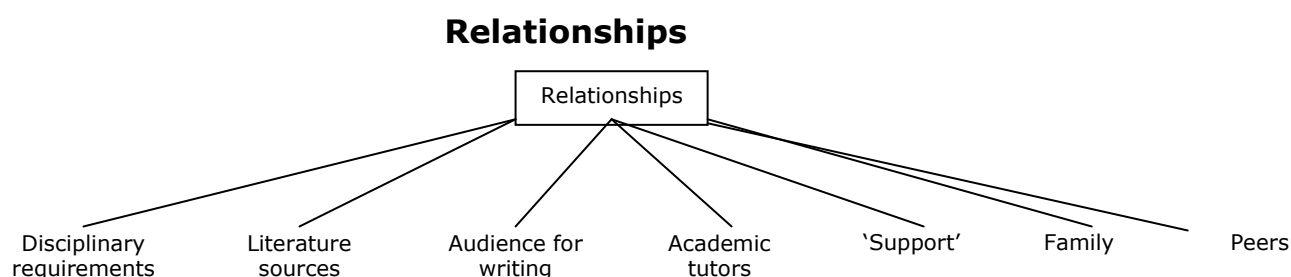 Relationships
Relationships
Disciplinary requirements
Literature sources
Audience for writing
Academic tutors
‘Support’
Family
Peers